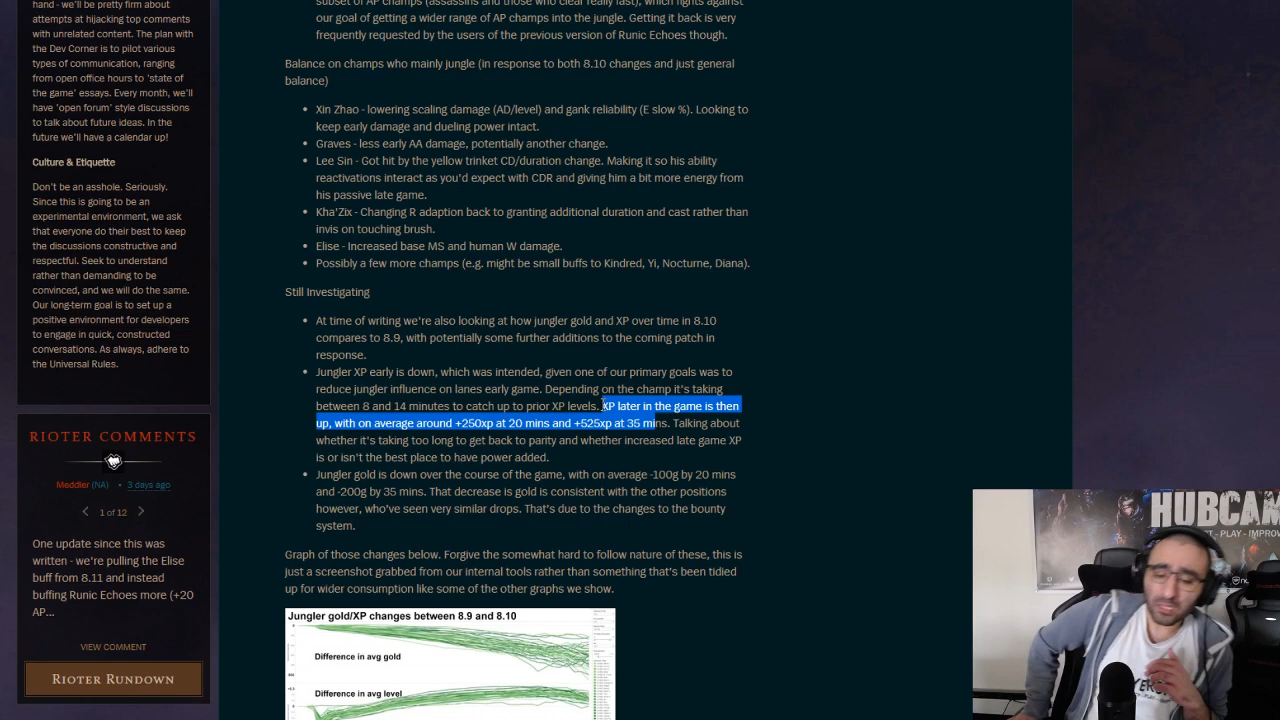 hand - we'll be pretty firm about
attempts at hijacking top comments
with unrelated content. The plan with
the Dev Corner is to pilot various
types of communication, ranging
from open office hours to 'state of
the game' essays. Every month, we'll
have 'open forum' style discussions
to talk about future ideas. In the
future we'll have a calendar up!
Culture & Etiquette
Don't be an asshole. Seriously.
Since this is going to be an
experimental environment, we ask
that everyone do their best to keep
the discussions constructive and
respectful. Seek to understand
rather than demanding to be
convinced, and we will do the same.
Our long-term goal is to set up a
positive environment for developers
to engage in quick, constructed
conversations. As always, adhere to
the Universal Rules.
RIOTER COMMENTS
Meddler (NA) • 3 days ago
1 of 12
One update since this was
written - we're pulling the Elise
buff from 8.11 and instead
buffing Runic Echoes more (+20
AP...
VIEW COMMENT
RIOTER RUNDOWN
subset of AP champs (assassins and those who clear really fast), which fights against
our goal of getting a wider range of AP champs into the jungle. Getting it back is very
frequently requested by the users of the previous version of Runic Echoes though.
Balance on champs who mainly jungle (in response to both 8.10 changes and just general
balance)
• Xin Zhao - lowering scaling damage (AD/level) and gank reliability (E slow %). Looking to
keep early damage and dueling power intact.
• Graves - less early AA damage, potentially another change.
• Lee Sin - Got hit by the yellow trinket CD/duration change. Making it so his ability
reactivations interact as you'd expect with CDR and giving him a bit more energy from
his passive late game.
• Kha'Zix - Changing R adaption back to granting additional duration and cast rather than
invis on touching brush.
• Elise - Increased base MS and human W damage.
• Possibly a few more champs (e.g. might be small buffs to Kindred, Yi, Nocturne, Diana).
Still Investigating
• At time of writing we're also looking at how jungler gold and XP over time in 8.10
compares to 8.9, with potentially some further additions to the coming patch in
response.
• Jungler XP early is down, which was intended, given one of our primary goals was to
reduce jungler influence on lanes early game. Depending on the champ it's taking
between 8 and 14 minutes to catch up to prior XP levels. XP later in the game is then
up, with on average around +250xp at 20 mins and +525xp at 35 mins. Talking about
whether it's taking too long to get back to parity and whether increased late game XP
is or isn't the best place to have power added.
• Jungler gold is down over the course of the game, with on average -100g by 20 mins
and -200g by 35 mins. That decrease is gold is consistent with the other positions
however, who've seen very similar drops. That's due to the changes to the bounty
system.
Graph of those changes below. Forgive the somewhat hard to follow nature of these, this is
just a screenshot grabbed from our internal tools rather than something that's been tidied
up for wider consumption like some of the other graphs we show.
Jungler gold/XP changes between 8.9 and 8.10
Difference in avg gold
Difference in avg level
HUBCAM
- PLAY - IMPROV